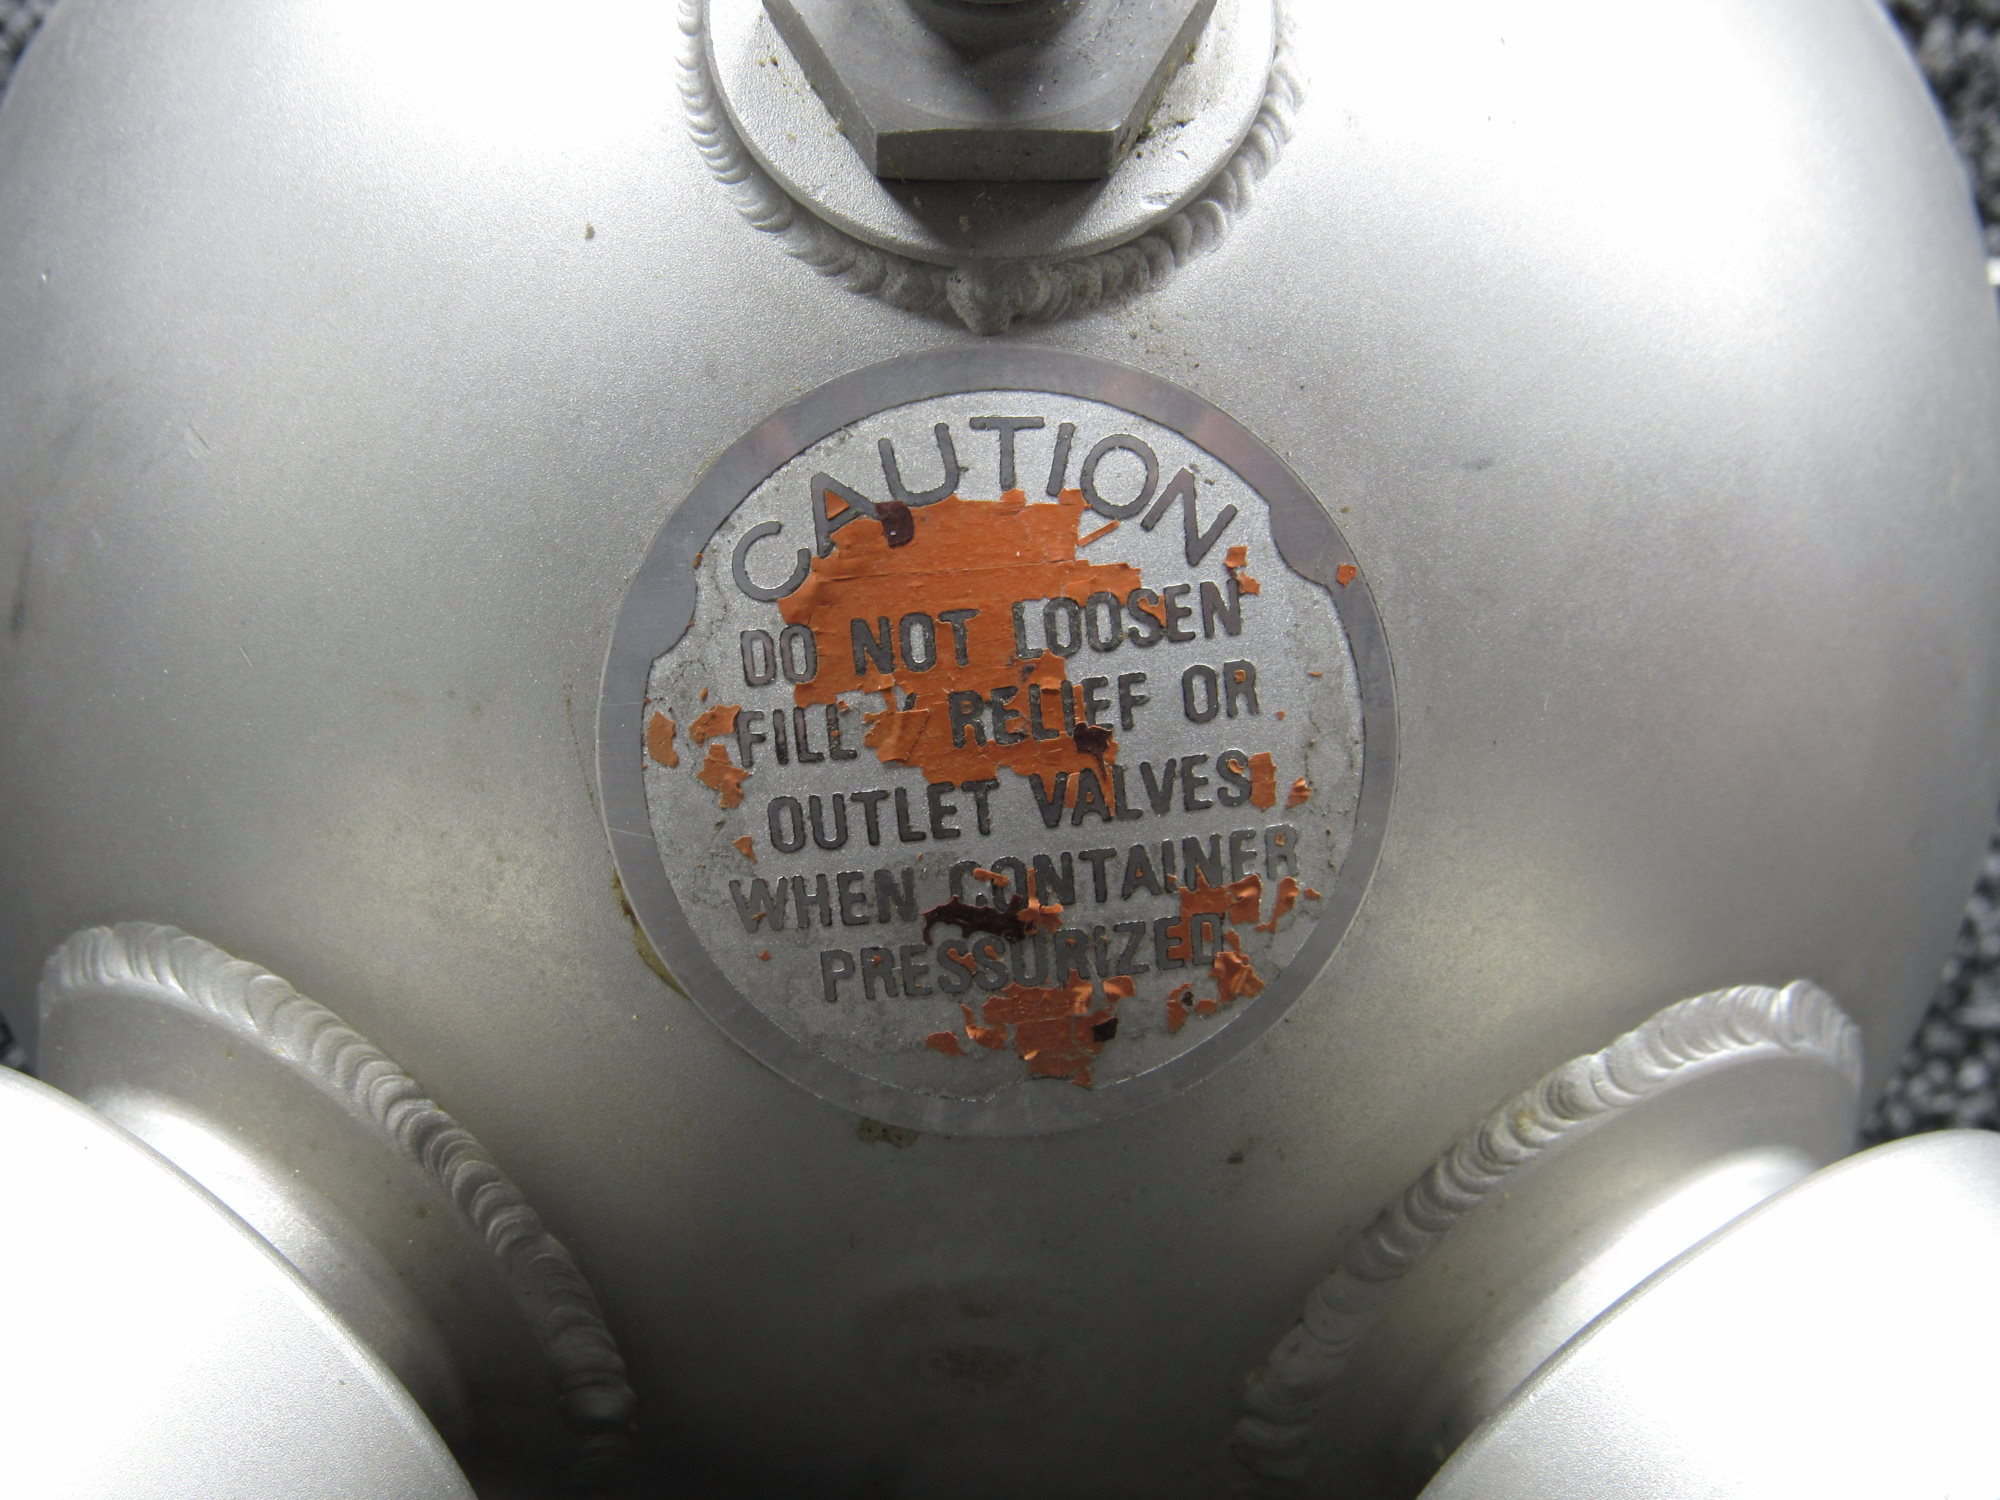 CAUTION
DO NOT LOOSEN
FILL, RELIEF OR
OUTLET VALVES
WHEN CONTAINER
PRESSURIZED